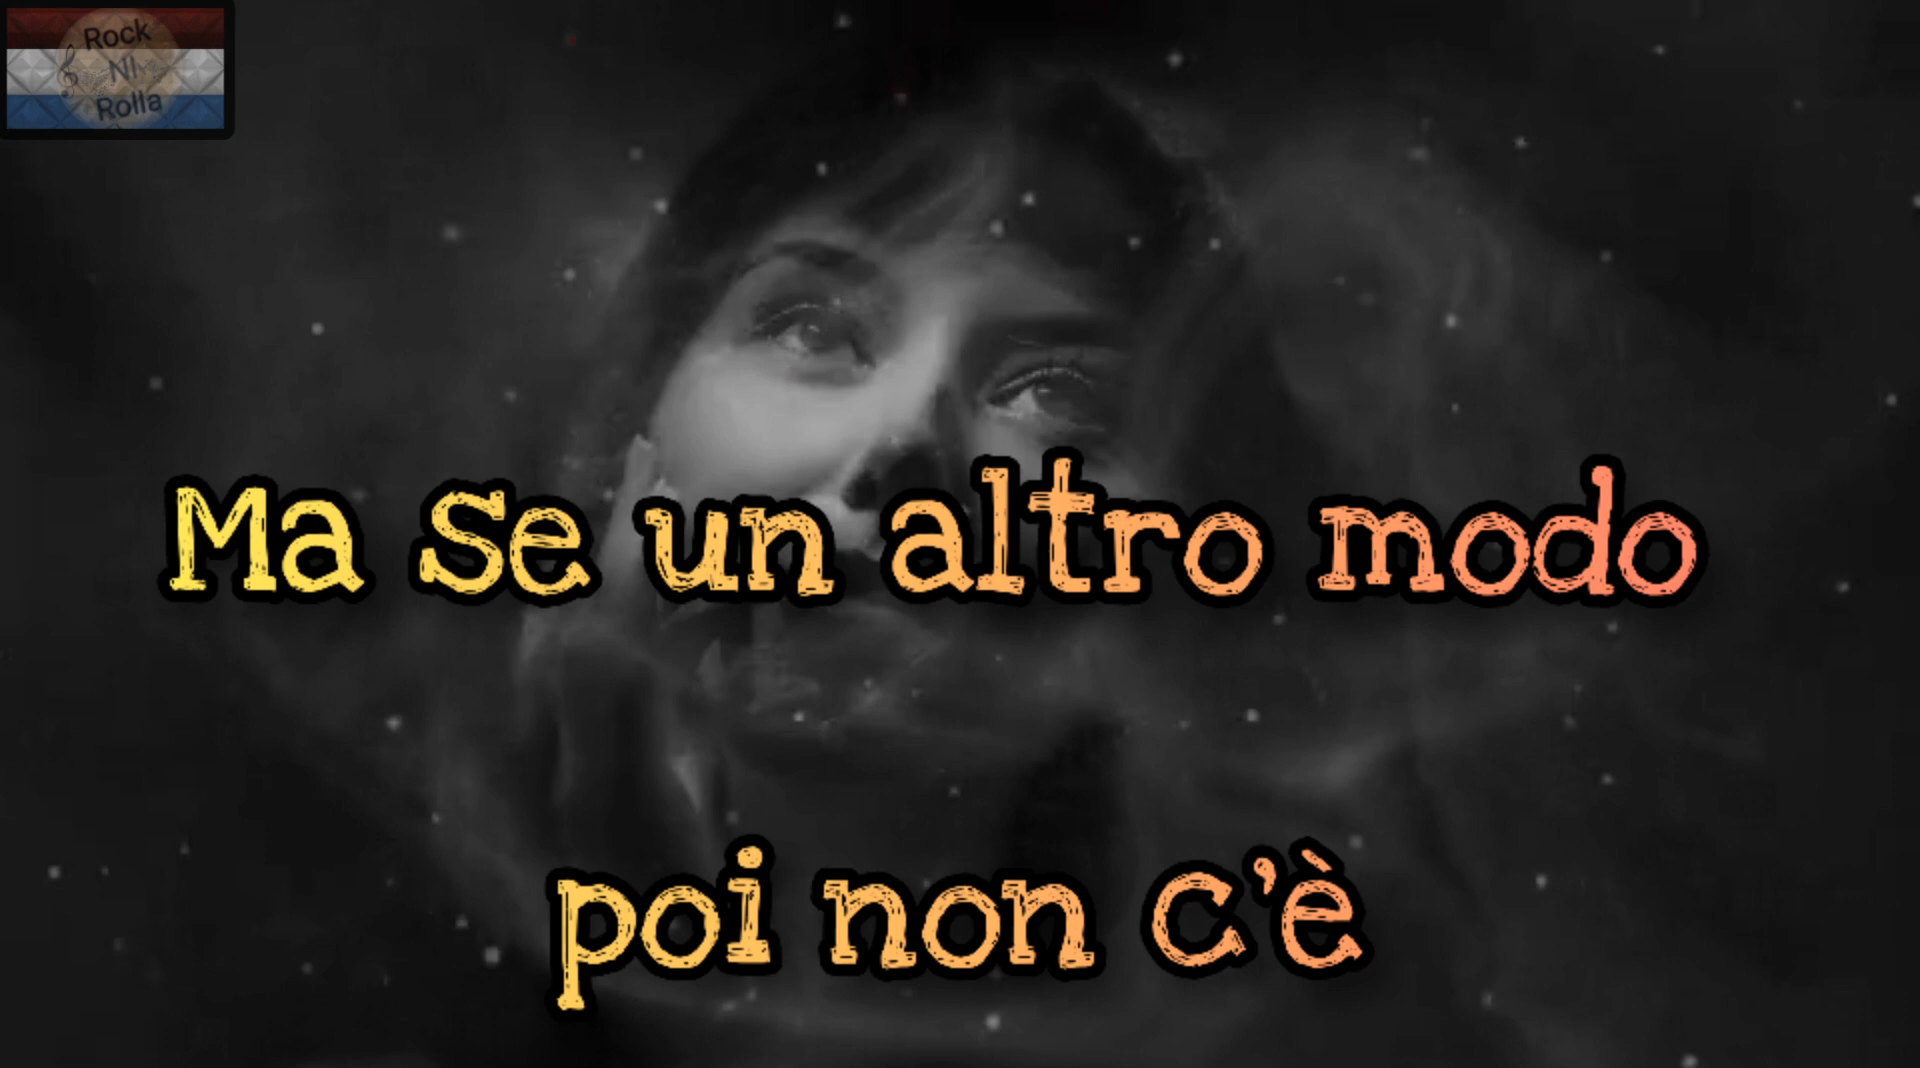 Rock
N
Rolla
Ma se un altro modo
poi non c'è